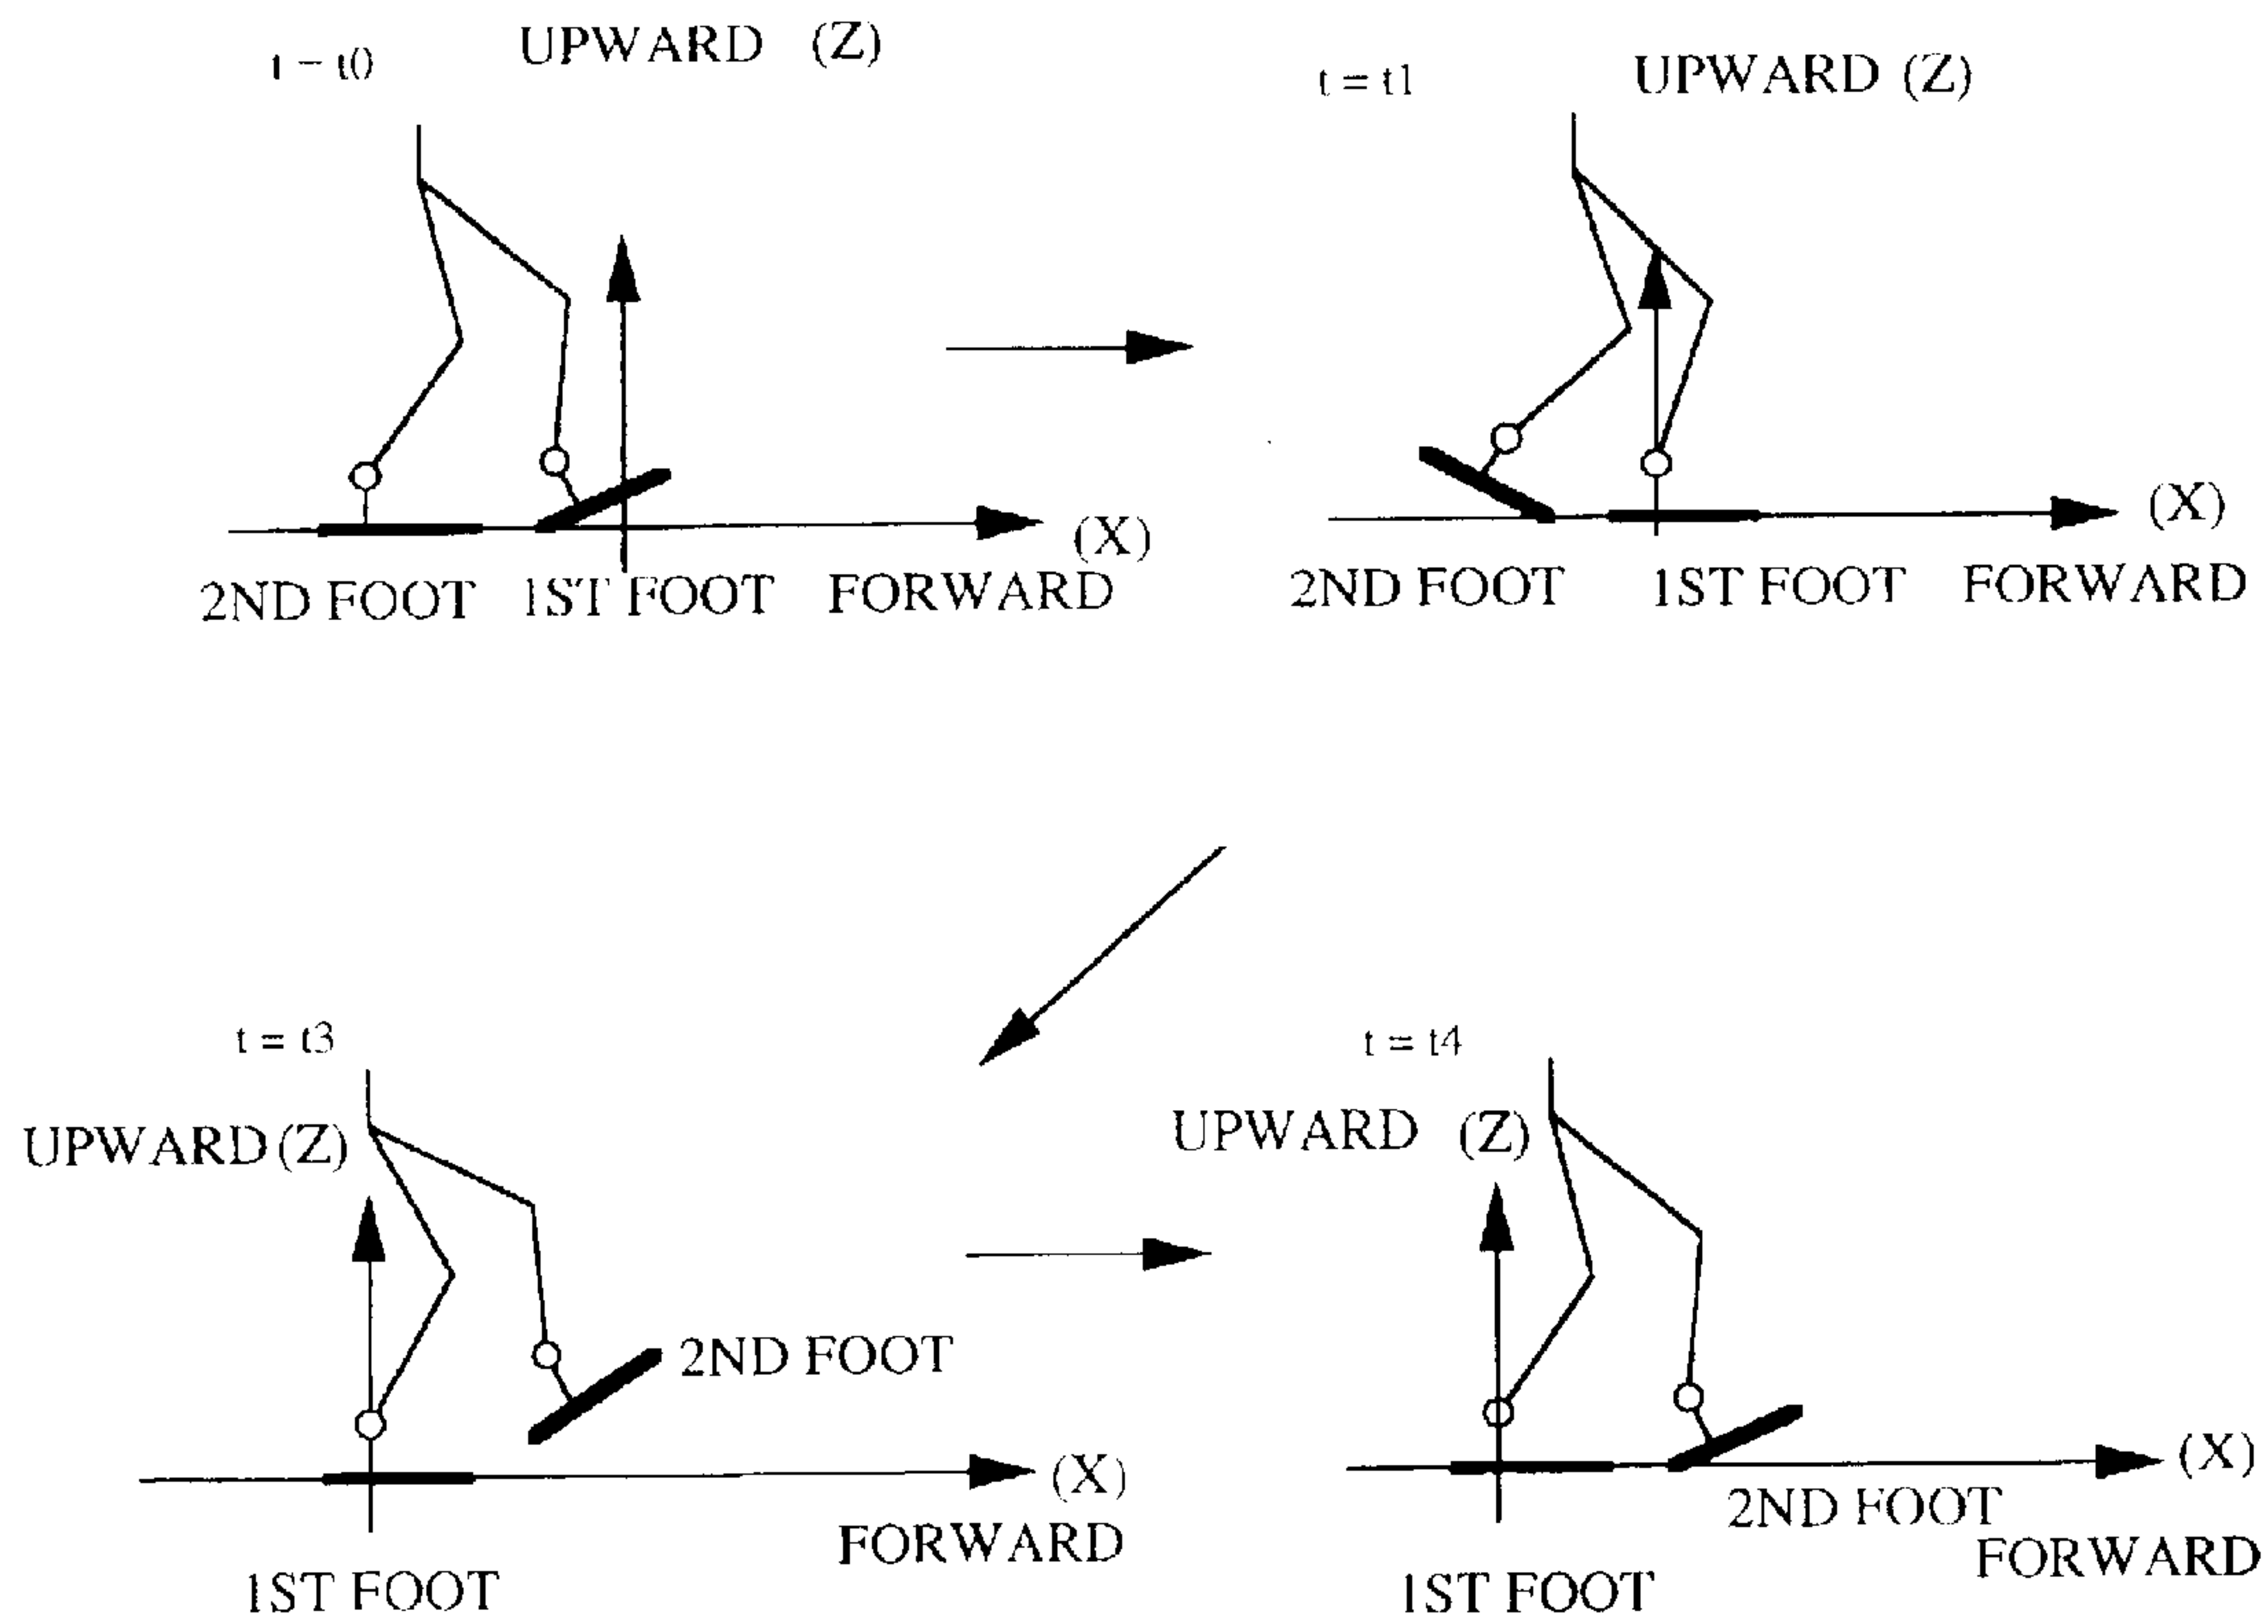 t = t0
UPWARD (Z)
(X)
2ND FOOT 1ST FOOT FORWARD
t = t1
UPWARD (Z)
(X)
2ND FOOT 1ST FOOT FORWARD
t = t3
UPWARD (Z)
2ND FOOT
(X)
FORWARD
1ST FOOT
t = t4
UPWARD (Z)
(X)
2ND FOOT
FORWARD
1ST FOOT